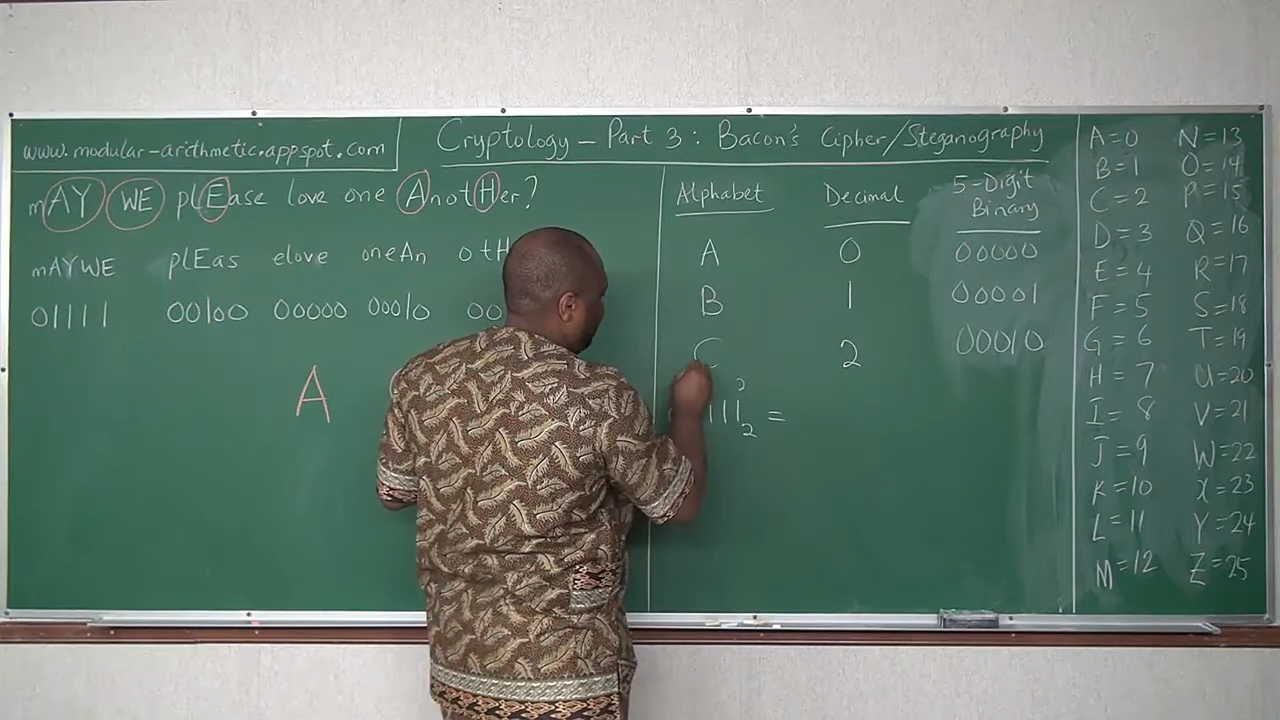 www.modular-arithmetic.appspot.com
Cryptology – Part 3 : Bacon's Cipher/Steganography
mAY WE plEase love one AnotHer?
mAYWE plEas elove oneAn otH
01111 00100 00000 00010 00
A
Alphabet Decimal 5-Digit Binary
A 0 00000
B 1 00001
C 2 00010
111₂ =
A=0 N=13
B=1 O=14
C=2 P=15
D=3 Q=16
E=4 R=17
F=5 S=18
G=6 T=19
H=7 U=20
I=8 V=21
J=9 W=22
K=10 X=23
L=11 Y=24
M=12 Z=25